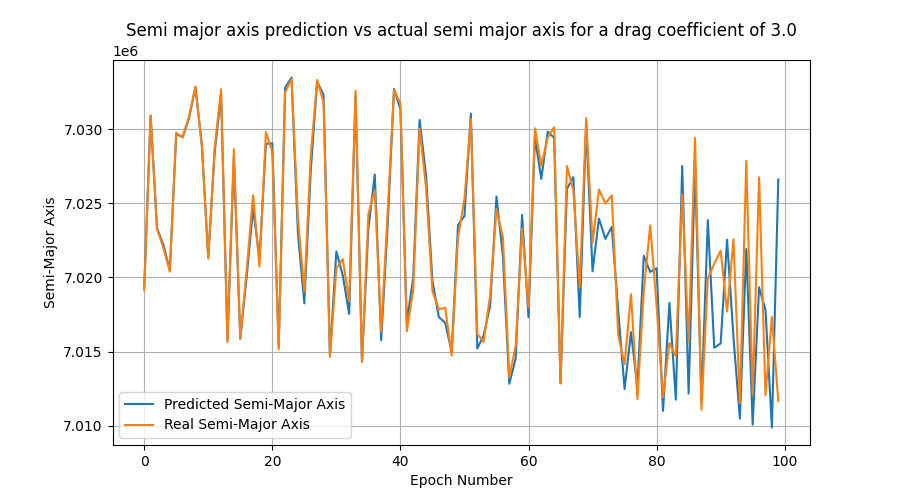 Semi major axis prediction vs actual semi major axis for a drag coefficient of 3.0
1e6
7.030
7.025
7.020
7.015
7.010
Semi-Major Axis
Predicted Semi-Major Axis
Real Semi-Major Axis
0 20 40 60 80 100
Epoch Number